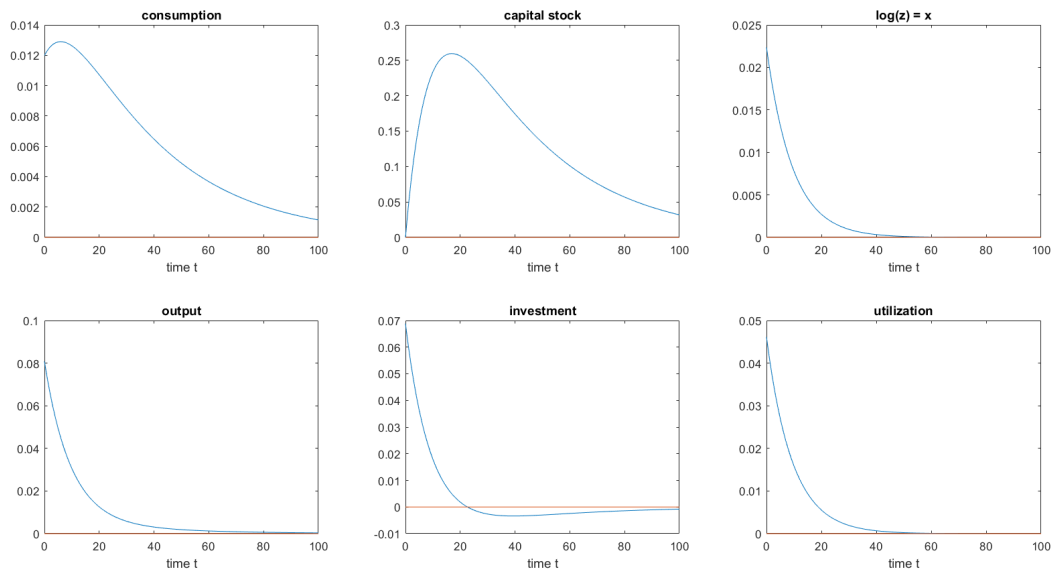 consumption
0.014
0.012
0.01
0.008
0.006
0.004
0.002
0
0 20 40 60 80 100
time t
capital stock
0.3
0.25
0.2
0.15
0.1
0.05
0
0 20 40 60 80 100
time t
log(z) = x
0.025
0.02
0.015
0.01
0.005
0
0 20 40 60 80 100
time t
output
0.1
0.08
0.06
0.04
0.02
0
0 20 40 60 80 100
time t
investment
0.07
0.06
0.05
0.04
0.03
0.02
0.01
0
-0.01
0 20 40 60 80 100
time t
utilization
0.05
0.04
0.03
0.02
0.01
0
0 20 40 60 80 100
time t